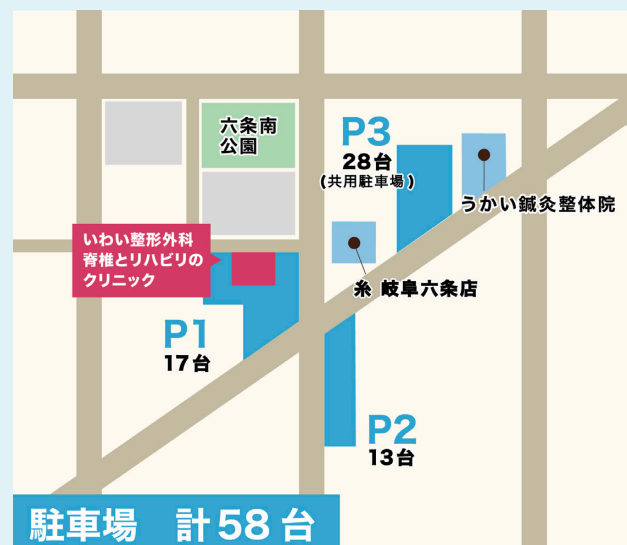 六条南
公園
P3
28台
(共用駐車場)
うかい鍼灸整体院
いわい整形外科
脊椎とリハビリの
クリニック
糸 岐阜六条店
P1
17台
P2
13台
駐車場 計58台